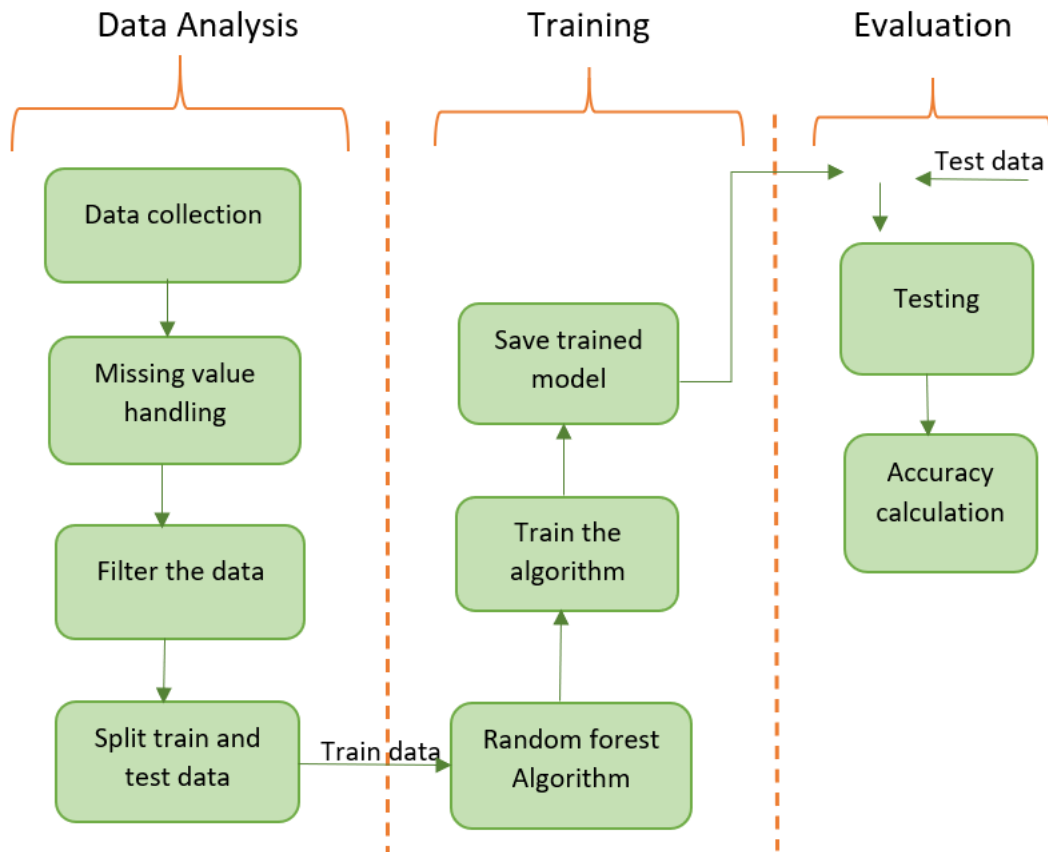 Data Analysis
Training
Evaluation
Data collection
Missing value
handling
Filter the data
Split train and
test data
Train data
Random forest
Algorithm
Train the
algorithm
Save trained
model
Test data
Testing
Accuracy
calculation